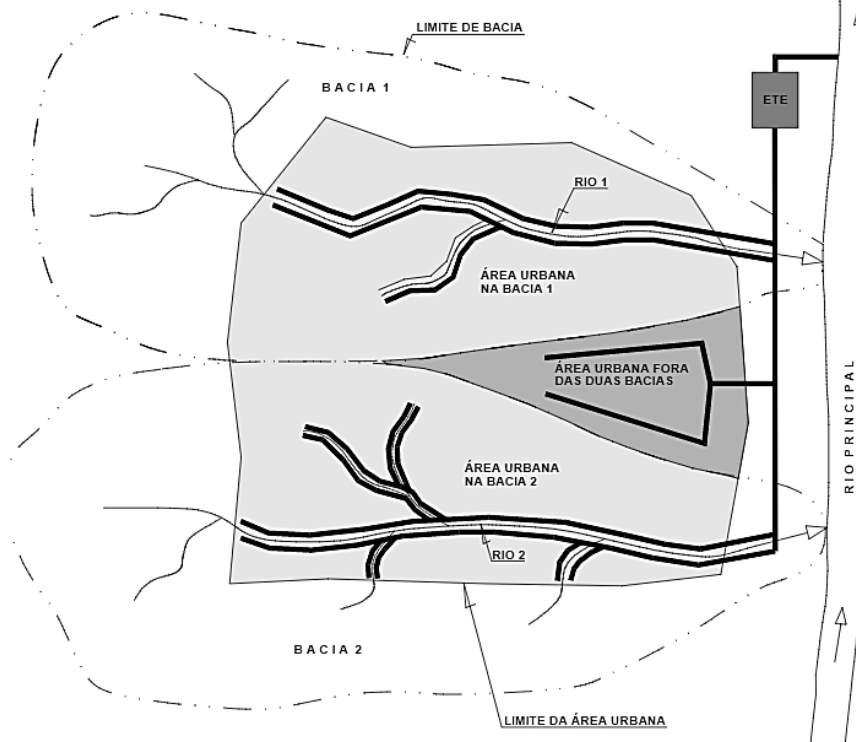 LIMITE DE BACIA
BACIA 1
ETE
RIO 1
ÁREA URBANA
NA BACIA 1
ÁREA URBANA FORA
DAS DUAS BACIAS
RIO PRINCIPAL
ÁREA URBANA
NA BACIA 2
RIO 2
BACIA 2
LIMITE DA ÁREA URBANA